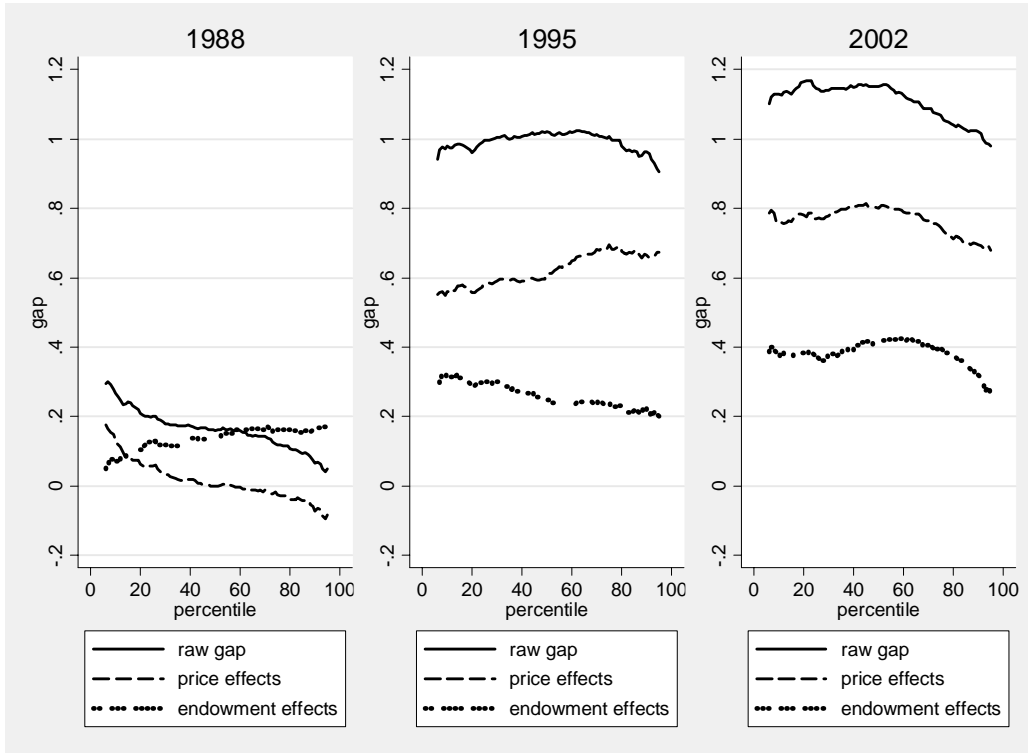 1988
1995
2002
1.2
1
.8
.6
.4
.2
0
-.2
gap
0 20 40 60 80 100
percentile
1.2
1
.8
.6
.4
.2
0
-.2
gap
0 20 40 60 80 100
percentile
1.2
1
.8
.6
.4
.2
0
-.2
gap
0 20 40 60 80 100
percentile
raw gap
price effects
endowment effects
raw gap
price effects
endowment effects
raw gap
price effects
endowment effects